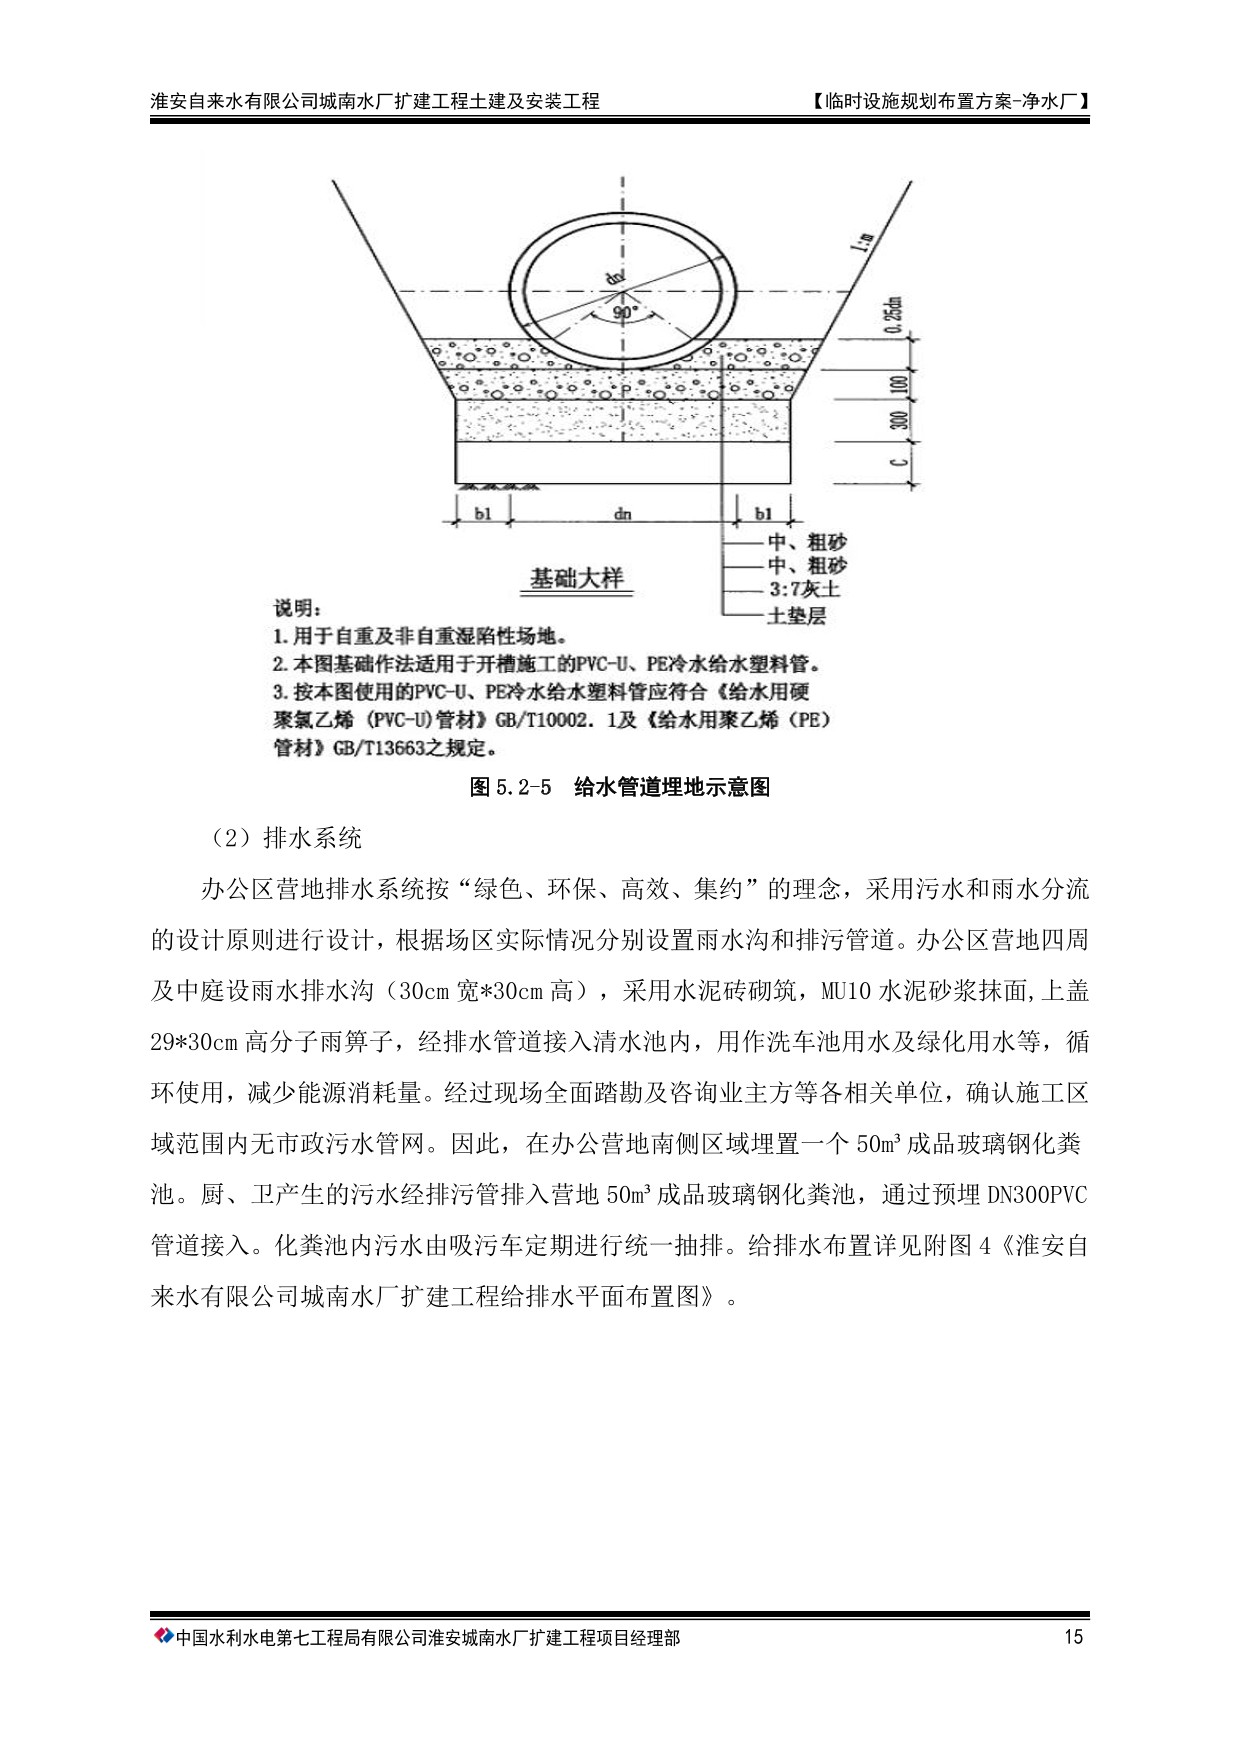 淮安自来水有限公司城南水厂扩建工程土建及安装工程 【临时设施规划布置方案-净水厂】
1:m
dn
90°
0.25dn
100
300
C
b1 dn b1
中、粗砂
中、粗砂
3:7灰土
土垫层
基础大样
说明:
1.用于自重及非自重湿陷性场地。
2.本图基础作法适用于开槽施工的PVC-U、PE冷水给水塑料管。
3.按本图使用的PVC-U、PE冷水给水塑料管应符合《给水用硬
聚氯乙烯 (PVC-U)管材》GB/T10002. 1及《给水用聚乙烯（PE）
管材》GB/T13663之规定。
图 5.2-5 给水管道埋地示意图
（2）排水系统
办公区营地排水系统按“绿色、环保、高效、集约”的理念，采用污水和雨水分流
的设计原则进行设计，根据场区实际情况分别设置雨水沟和排污管道。办公区营地四周
及中庭设雨水排水沟（30cm 宽*30cm 高），采用水泥砖砌筑，MU10 水泥砂浆抹面,上盖
29*30cm 高分子雨箅子，经排水管道接入清水池内，用作洗车池用水及绿化用水等，循
环使用，减少能源消耗量。经过现场全面踏勘及咨询业主方等各相关单位，确认施工区
域范围内无市政污水管网。因此，在办公营地南侧区域埋置一个 50m³ 成品玻璃钢化粪
池。厨、卫产生的污水经排污管排入营地 50m³ 成品玻璃钢化粪池，通过预埋 DN300PVC
管道接入。化粪池内污水由吸污车定期进行统一抽排。给排水布置详见附图 4《淮安自
来水有限公司城南水厂扩建工程给排水平面布置图》。
中国水利水电第七工程局有限公司淮安城南水厂扩建工程项目经理部 15